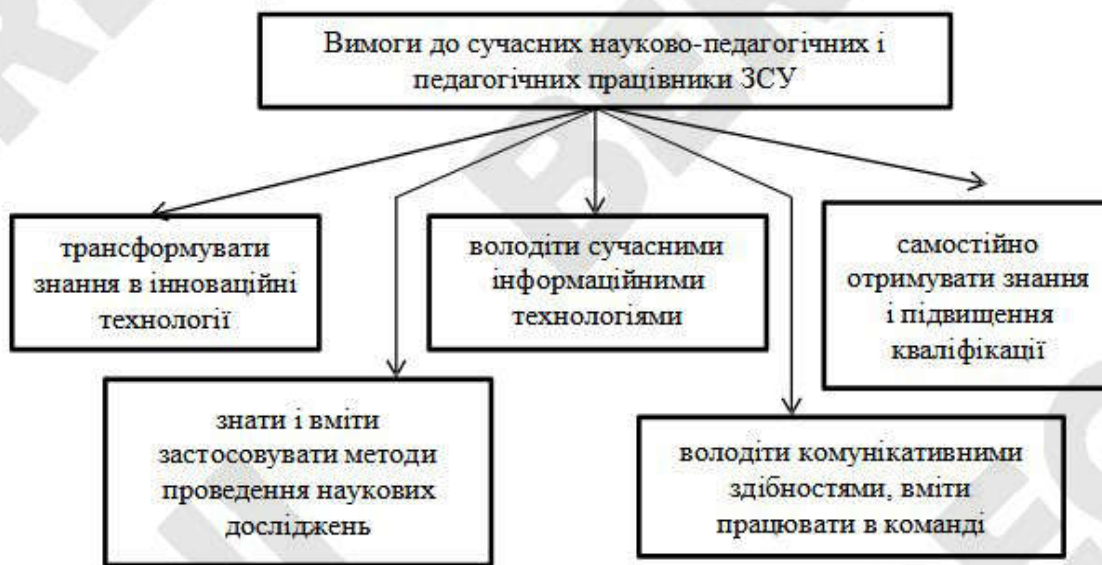 Вимоги до сучасних науково-педагогічних і
педагогічних працівники ЗСУ
трансформувати
знання в інноваційні
технології
володіти сучасними
інформаційними
технологіями
самостійно
отримувати знання
і підвищення
кваліфікації
знати і вміти
застосовувати методи
проведення наукових
досліджень
володіти комунікативними
здібностями, вміти
працювати в команді